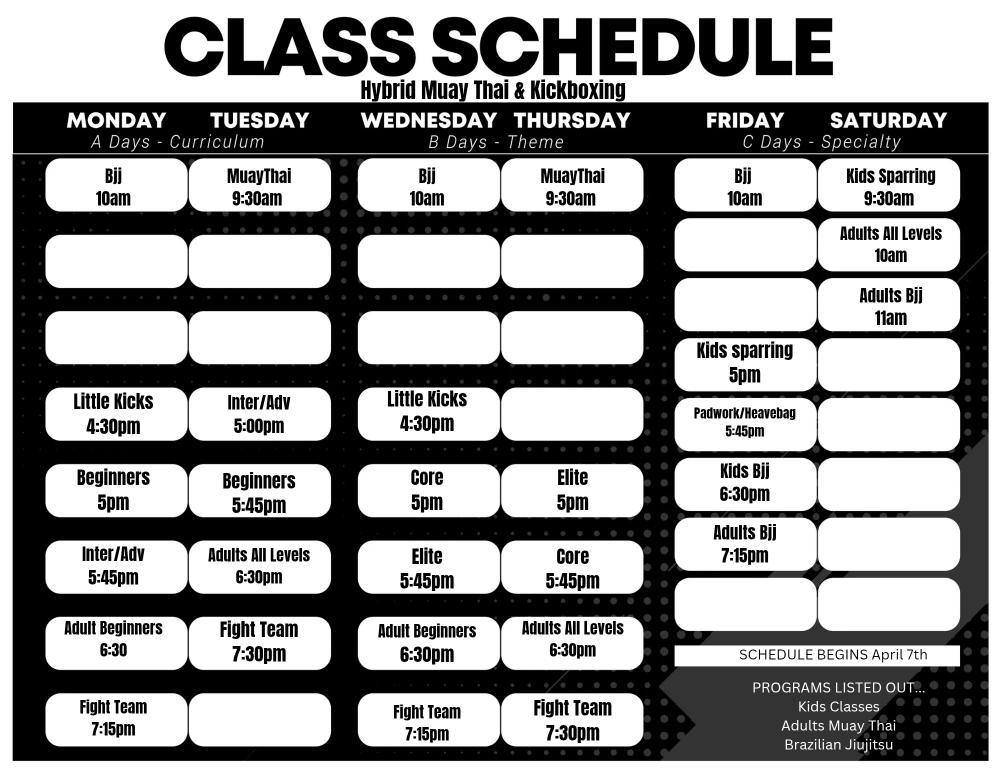 CLASS SCHEDULE
Hybrid Muay Thai & Kickboxing
MONDAY TUESDAY WEDNESDAY THURSDAY FRIDAY SATURDAY
A Days - Curriculum B Days - Theme C Days - Specialty
Bjj
10am
MuayThai
9:30am
Bjj
10am
MuayThai
9:30am
Bjj
10am
Kids Sparring
9:30am
Adults All Levels
10am
Adults Bjj
11am
Kids sparring
5pm
Little Kicks
4:30pm
Inter/Adv
5:00pm
Little Kicks
4:30pm
Padwork/Heavebag
5:45pm
Beginners
5pm
Beginners
5:45pm
Core
5pm
Elite
5pm
Kids Bjj
6:30pm
Inter/Adv
5:45pm
Adults All Levels
6:30pm
Elite
5:45pm
Core
5:45pm
Adults Bjj
7:15pm
Adult Beginners
6:30
Fight Team
7:30pm
Adult Beginners
6:30pm
Adults All Levels
6:30pm
SCHEDULE BEGINS April 7th
Fight Team
7:15pm
Fight Team
7:15pm
Fight Team
7:30pm
PROGRAMS LISTED OUT...
Kids Classes
Adults Muay Thai
Brazilian Jiujitsu